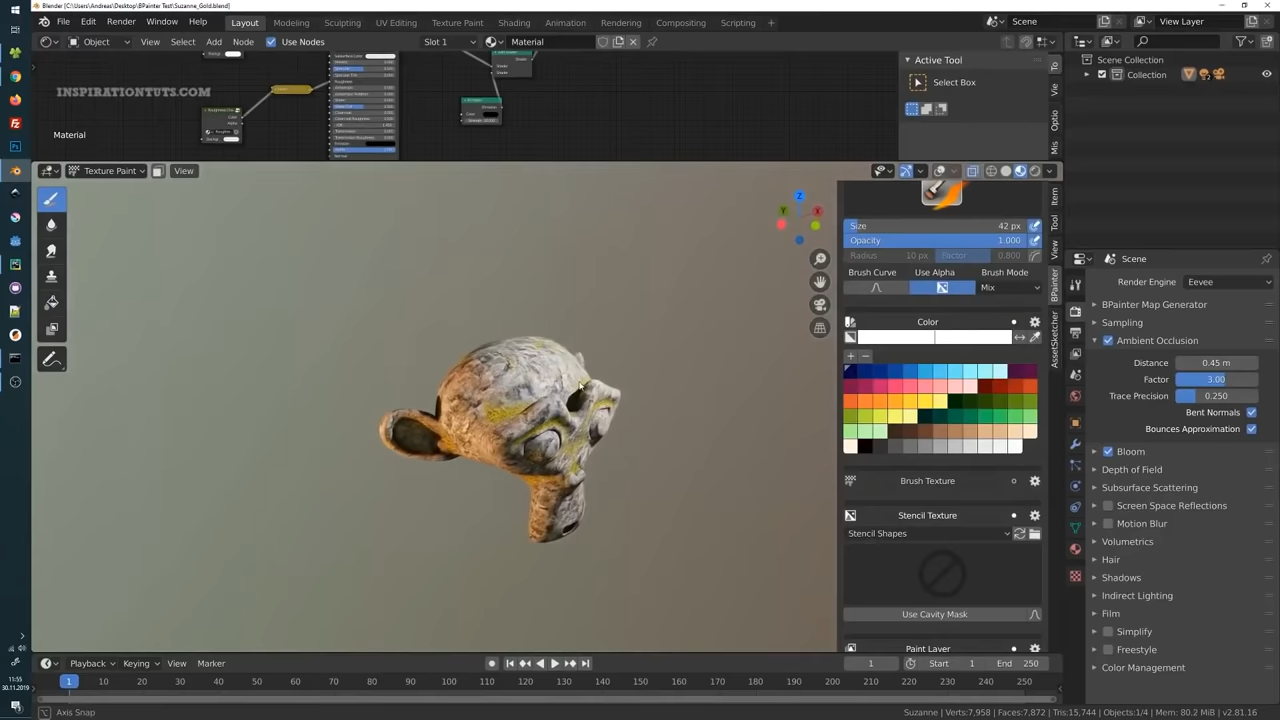 Blender [C:\Users\Andreas\Desktop\BPainter Test\Suzanne_Gold.blend]
File Edit Render Window Help Layout Modeling Sculpting UV Editing Texture Paint Shading Animation Rendering Compositing Scripting Scene View Layer
Object View Select Add Node Use Nodes Slot 1 Material
Active Tool
Select Box
INSPIRATIONTUTS.COM
Material
Scene Collection
Collection
Texture Paint View
Size 42 px
Opacity 1.000
Radius 10 px Factor 0.800
Brush Curve Use Alpha Brush Mode
Mix
Color
Brush Texture
Stencil Texture
Stencil Shapes
Use Cavity Mask
Paint Layer
To
Vie
Optio
Mis
Item
Tool
View
BPainter
AssetSketcher
Scene
Render Engine Eevee
BPainter Map Generator
Sampling
Ambient Occlusion
Distance 0.45 m
Factor 3.00
Trace Precision 0.250
Bent Normals
Bounces Approximation
Bloom
Depth of Field
Subsurface Scattering
Screen Space Reflections
Motion Blur
Volumetrics
Hair
Shadows
Indirect Lighting
Film
Simplify
Freestyle
Color Management
Playback Keying View Marker 1 Start 1 End 250
1 10 20 30 40 50 60 70 80 90 100 110 120 130 140 150 160 170 180 190 200 210 220 230 240 250
11:55
30.11.2019
Axis Snap
Suzanne | Verts:7,958 | Faces:7,872 | Tris:15,744 | Objects:1/4 | Mem: 80.2 MiB | v2.81.16